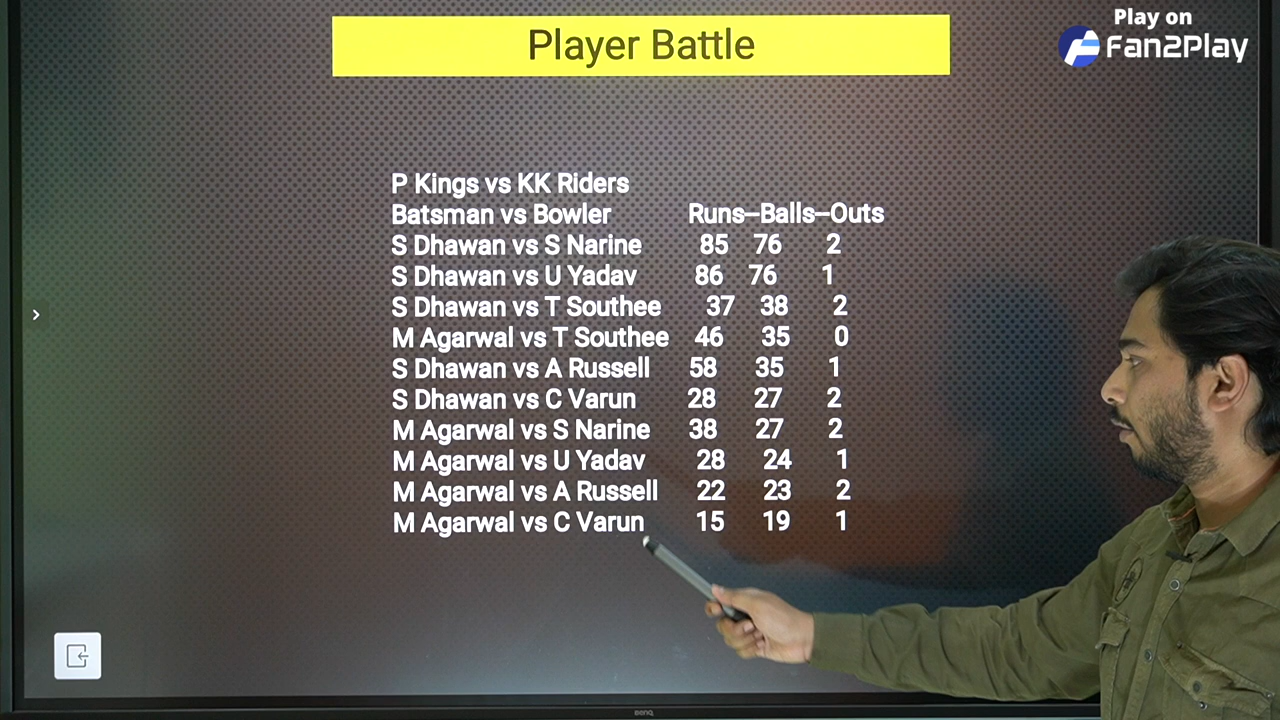 Player Battle
Play on
Fan2Play
P Kings vs KK Riders
Batsman vs Bowler Runs–Balls–Outs
S Dhawan vs S Narine 85 76 2
S Dhawan vs U Yadav 86 76 1
S Dhawan vs T Southee 37 38 2
M Agarwal vs T Southee 46 35 0
S Dhawan vs A Russell 58 35 1
S Dhawan vs C Varun 28 27 2
M Agarwal vs S Narine 38 27 2
M Agarwal vs U Yadav 28 24 1
M Agarwal vs A Russell 22 23 2
M Agarwal vs C Varun 15 19 1
BenQ